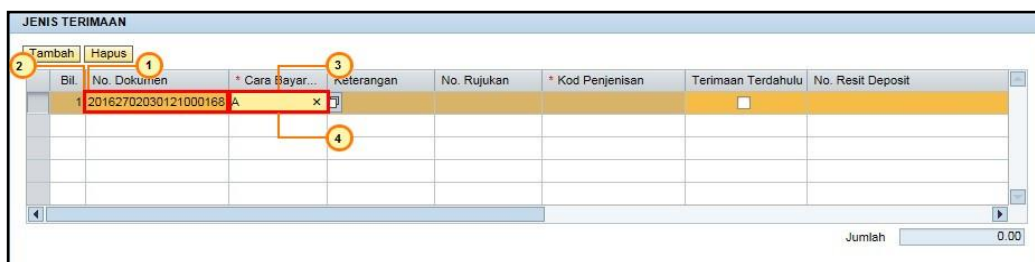 JENIS TERIMAAN
Tambah Hapus
2 1 3
Bil. No. Dokumen * Cara Bayar... Keterangan No. Rujukan * Kod Penjenisan Terimaan Terdahulu No. Resit Deposit
1 20162702030121000168 A ×
4
Jumlah 0.00